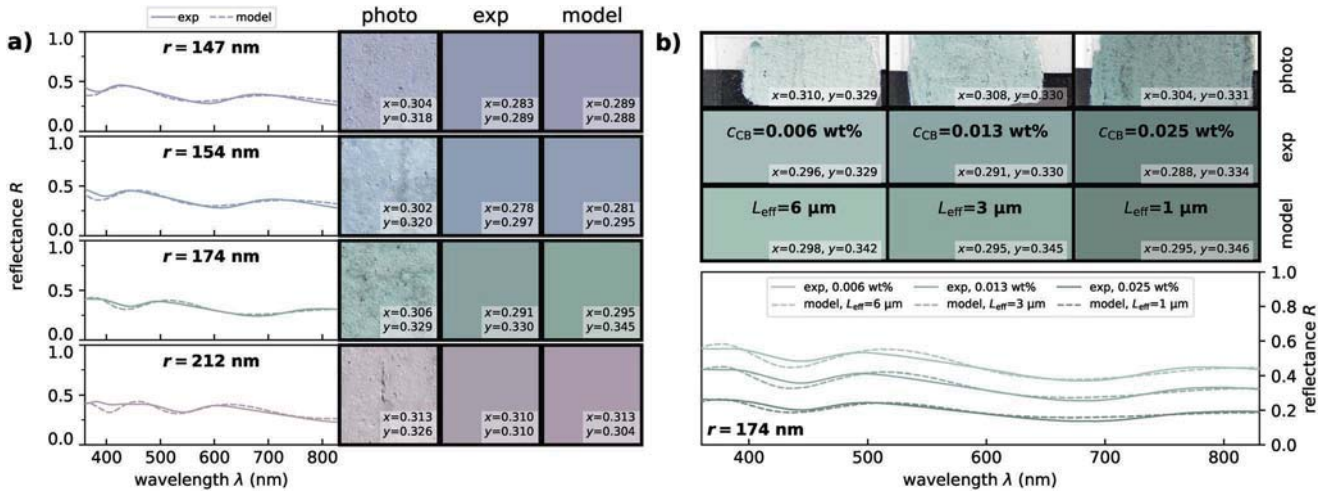 exp model
photo exp model
a)
r = 147 nm
1.0
0.5
0.0
x=0.304
y=0.318
x=0.283
y=0.289
x=0.289
y=0.288
r = 154 nm
1.0
0.5
0.0
x=0.302
y=0.320
x=0.278
y=0.297
x=0.281
y=0.295
reflectance R
r = 174 nm
1.0
0.5
0.0
x=0.306
y=0.329
x=0.291
y=0.330
x=0.295
y=0.345
r = 212 nm
1.0
0.5
0.0
x=0.313
y=0.326
x=0.310
y=0.310
x=0.313
y=0.304
400 500 600 700 800
wavelength λ (nm)
b)
x=0.310, y=0.329
x=0.308, y=0.330
x=0.304, y=0.331
photo
cCB=0.006 wt%
x=0.296, y=0.329
cCB=0.013 wt%
x=0.291, y=0.330
cCB=0.025 wt%
x=0.288, y=0.334
exp
Leff=6 μm
x=0.298, y=0.342
Leff=3 μm
x=0.295, y=0.345
Leff=1 μm
x=0.295, y=0.346
model
exp, 0.006 wt% exp, 0.013 wt% exp, 0.025 wt%
model, Leff=6 μm model, Leff=3 μm model, Leff=1 μm
1.0
0.8
0.6
0.4
0.2
0.0
reflectance R
r = 174 nm
400 500 600 700 800
wavelength λ (nm)